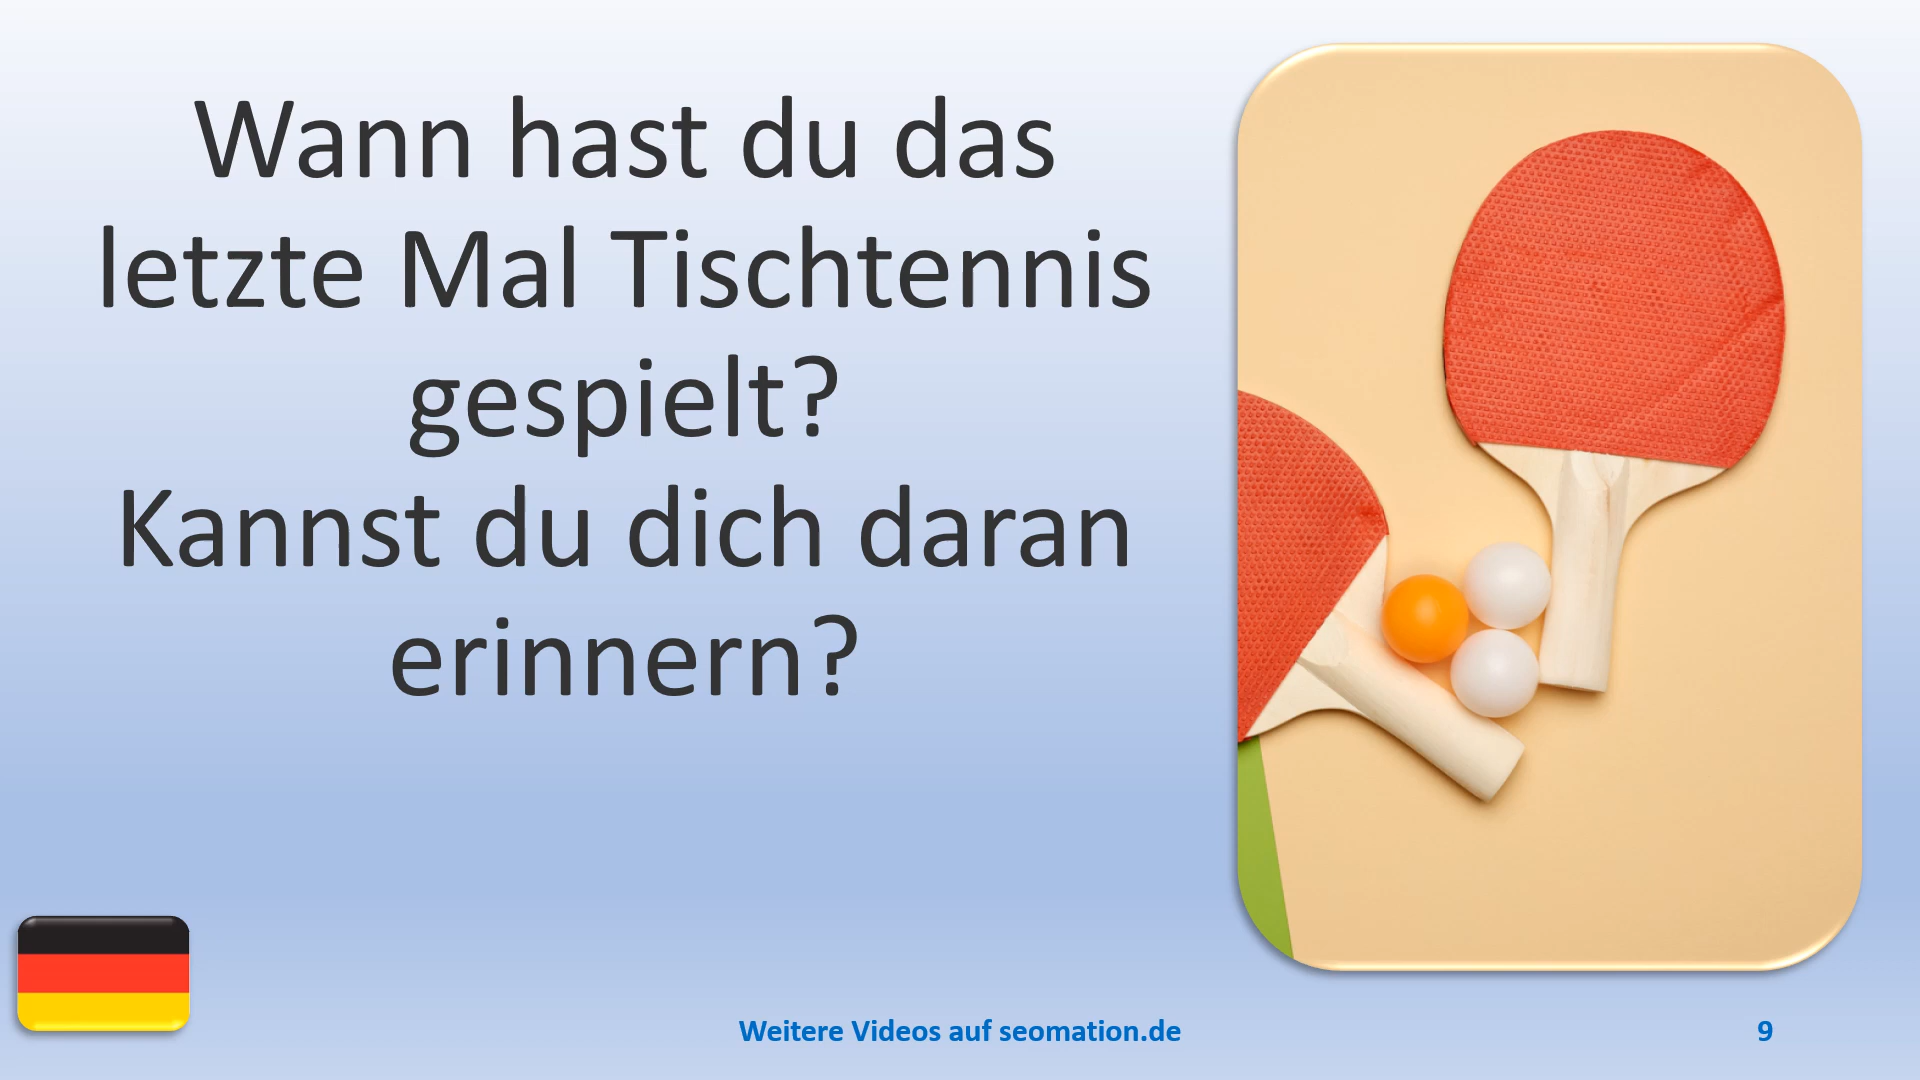 Wann hast du das
letzte Mal Tischtennis
gespielt?
Kannst du dich daran
erinnern?
Weitere Videos auf seomation.de
9